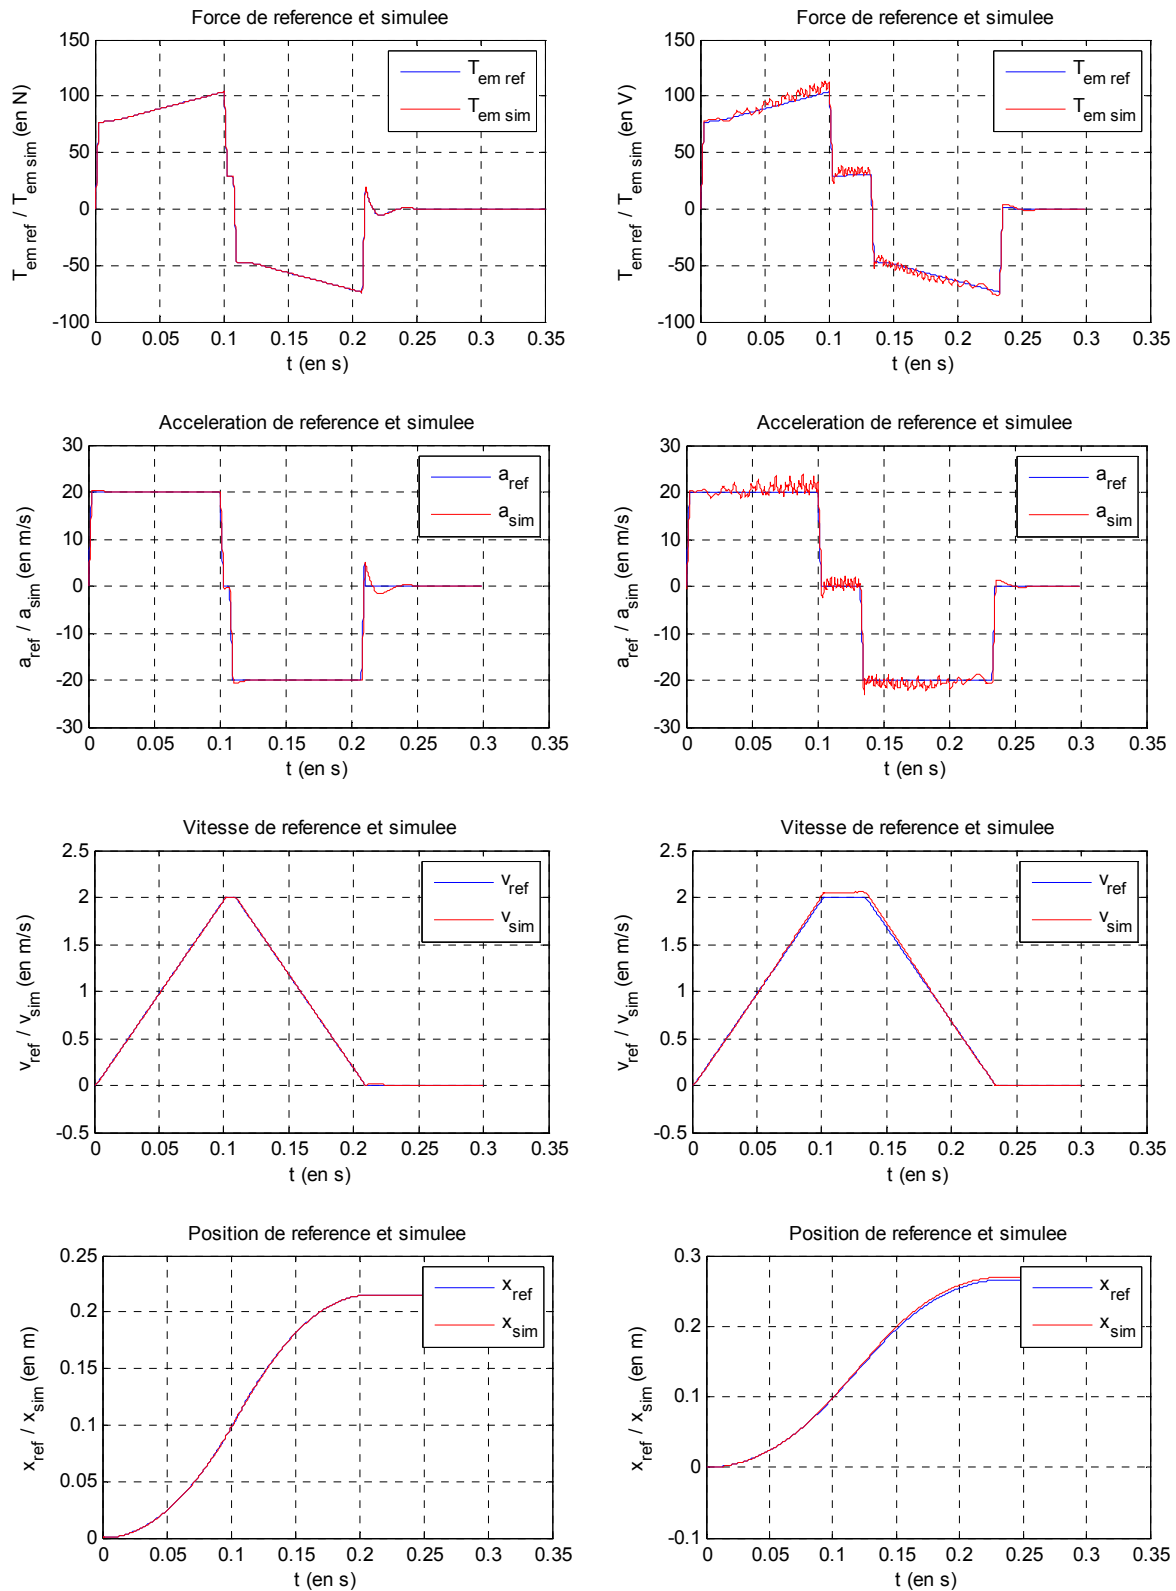 Force de reference et simulee
T_em ref / T_em sim (en N)
150
100
50
0
-50
-100
T_em ref
T_em sim
0 0.05 0.1 0.15 0.2 0.25 0.3 0.35
t (en s)
Force de reference et simulee
T_em ref / T_em sim (en V)
150
100
50
0
-50
-100
T_em ref
T_em sim
0 0.05 0.1 0.15 0.2 0.25 0.3 0.35
t (en s)
Acceleration de reference et simulee
a_ref / a_sim (en m/s)
30
20
10
0
-10
-20
-30
a_ref
a_sim
0 0.05 0.1 0.15 0.2 0.25 0.3 0.35
t (en s)
Acceleration de reference et simulee
a_ref / a_sim (en m/s)
30
20
10
0
-10
-20
-30
a_ref
a_sim
0 0.05 0.1 0.15 0.2 0.25 0.3 0.35
t (en s)
Vitesse de reference et simulee
v_ref / v_sim (en m/s)
2.5
2
1.5
1
0.5
0
-0.5
v_ref
v_sim
0 0.05 0.1 0.15 0.2 0.25 0.3 0.35
t (en s)
Vitesse de reference et simulee
v_ref / v_sim (en m/s)
2.5
2
1.5
1
0.5
0
-0.5
v_ref
v_sim
0 0.05 0.1 0.15 0.2 0.25 0.3 0.35
t (en s)
Position de reference et simulee
x_ref / x_sim (en m)
0.25
0.2
0.15
0.1
0.05
0
x_ref
x_sim
0 0.05 0.1 0.15 0.2 0.25 0.3 0.35
t (en s)
Position de reference et simulee
x_ref / x_sim (en m)
0.3
0.2
0.1
0
-0.1
x_ref
x_sim
0 0.05 0.1 0.15 0.2 0.25 0.3 0.35
t (en s)